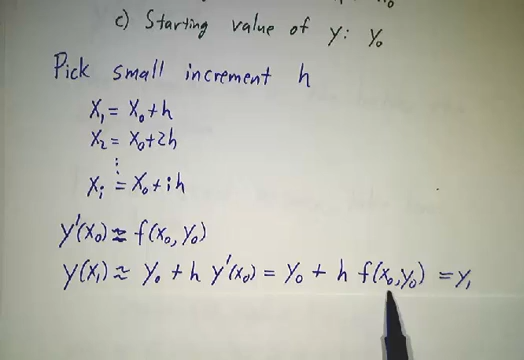 c) Starting value of y: y₀
Pick small increment h
x₁ = x₀ + h
x₂ = x₀ + 2h
⋮
xᵢ = x₀ + ih
y'(x₀) ≈ f(x₀, y₀)
y(x₁) ≈ y₀ + h y'(x₀) = y₀ + h f(x₀, y₀) = y₁